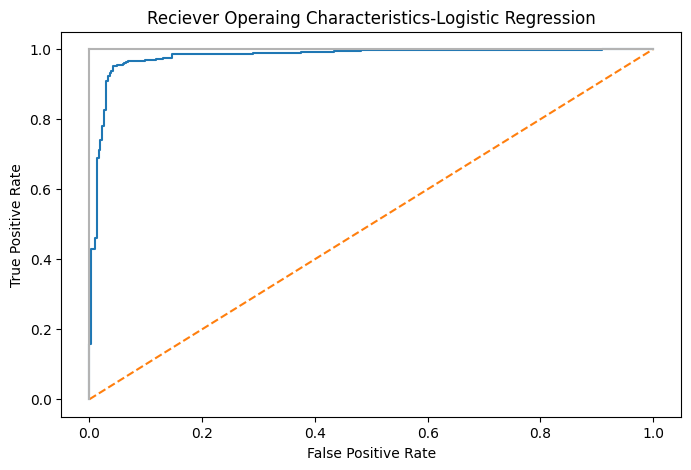 Reciever Operaing Characteristics-Logistic Regression
1.0
0.8
0.6
0.4
0.2
0.0
True Positive Rate
0.0 0.2 0.4 0.6 0.8 1.0
False Positive Rate